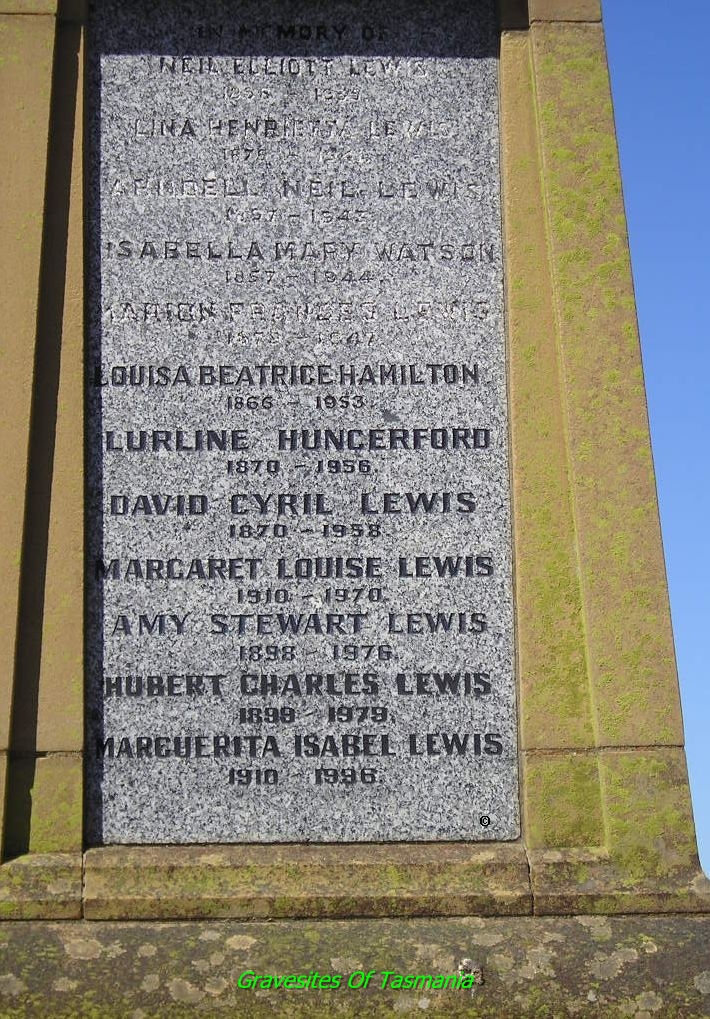 IN MEMORY OF
NEIL ELLIOTT LEWIS
LINA HENRIETTA LEWIS
NEIL LEWIS
ISABELLA MARY WATSON
1857 - 1944.
MARION FRANCES LEWIS
LOUISA BEATRICE HAMILTON
1866 - 1953.
LURLINE HUNGERFORD
1870 - 1956.
DAVID CYRIL LEWIS
1870 - 1958.
MARGARET LOUISE LEWIS
1910 - 1970.
AMY STEWART LEWIS
1898 - 1976.
HUBERT CHARLES LEWIS
1899 - 1979.
MARGUERITA ISABEL LEWIS
1910 - 1996.
©
Gravesites Of Tasmania